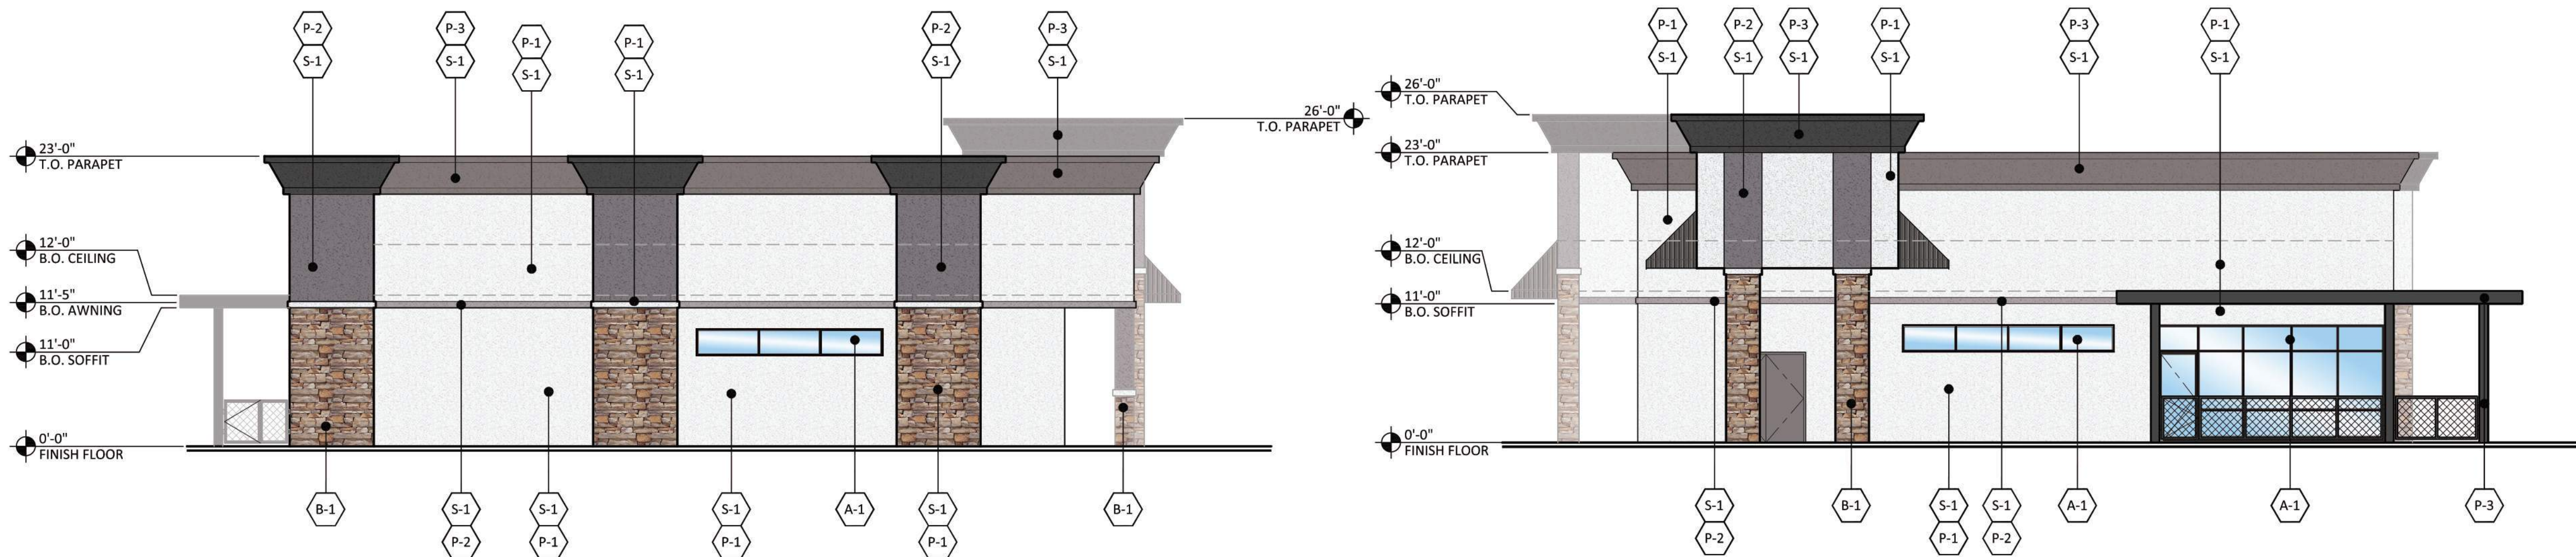 P-2
S-1
P-3
S-1
P-1
S-1
P-1
S-1
P-2
S-1
P-3
S-1
23'-0"
T.O. PARAPET
12'-0"
B.O. CEILING
11'-5"
B.O. AWNING
11'-0"
B.O. SOFFIT
0'-0"
FINISH FLOOR
26'-0"
T.O. PARAPET
B-1
S-1
P-2
S-1
P-1
S-1
P-1
A-1
S-1
P-1
B-1
P-1
S-1
P-2
S-1
P-3
S-1
P-1
S-1
P-3
S-1
P-1
S-1
26'-0"
T.O. PARAPET
23'-0"
T.O. PARAPET
12'-0"
B.O. CEILING
11'-0"
B.O. SOFFIT
0'-0"
FINISH FLOOR
S-1
P-2
B-1
S-1
P-1
S-1
P-2
A-1
A-1
P-3